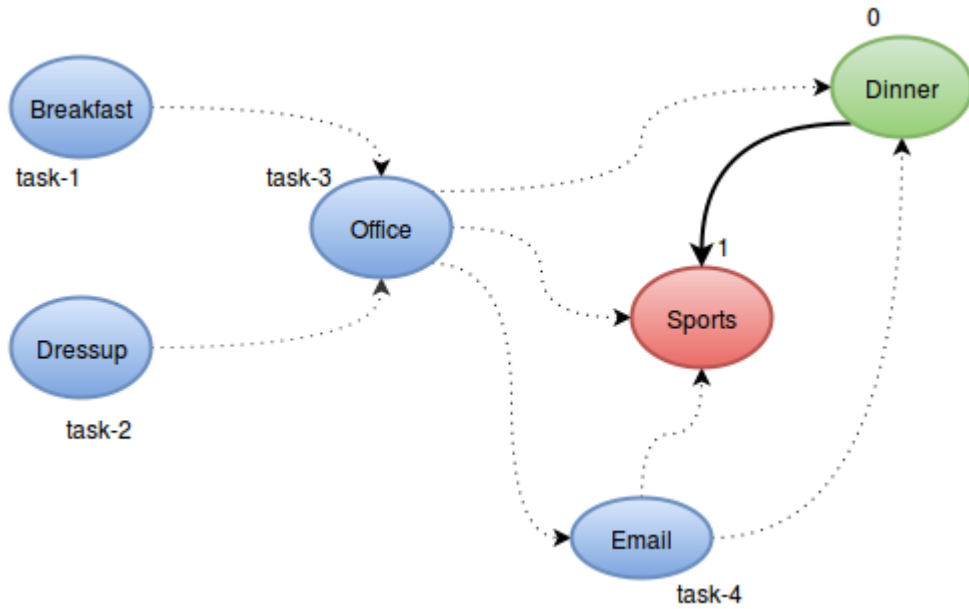 0
Dinner
Breakfast
task-1
task-3
Office
1
Sports
Dressup
task-2
Email
task-4